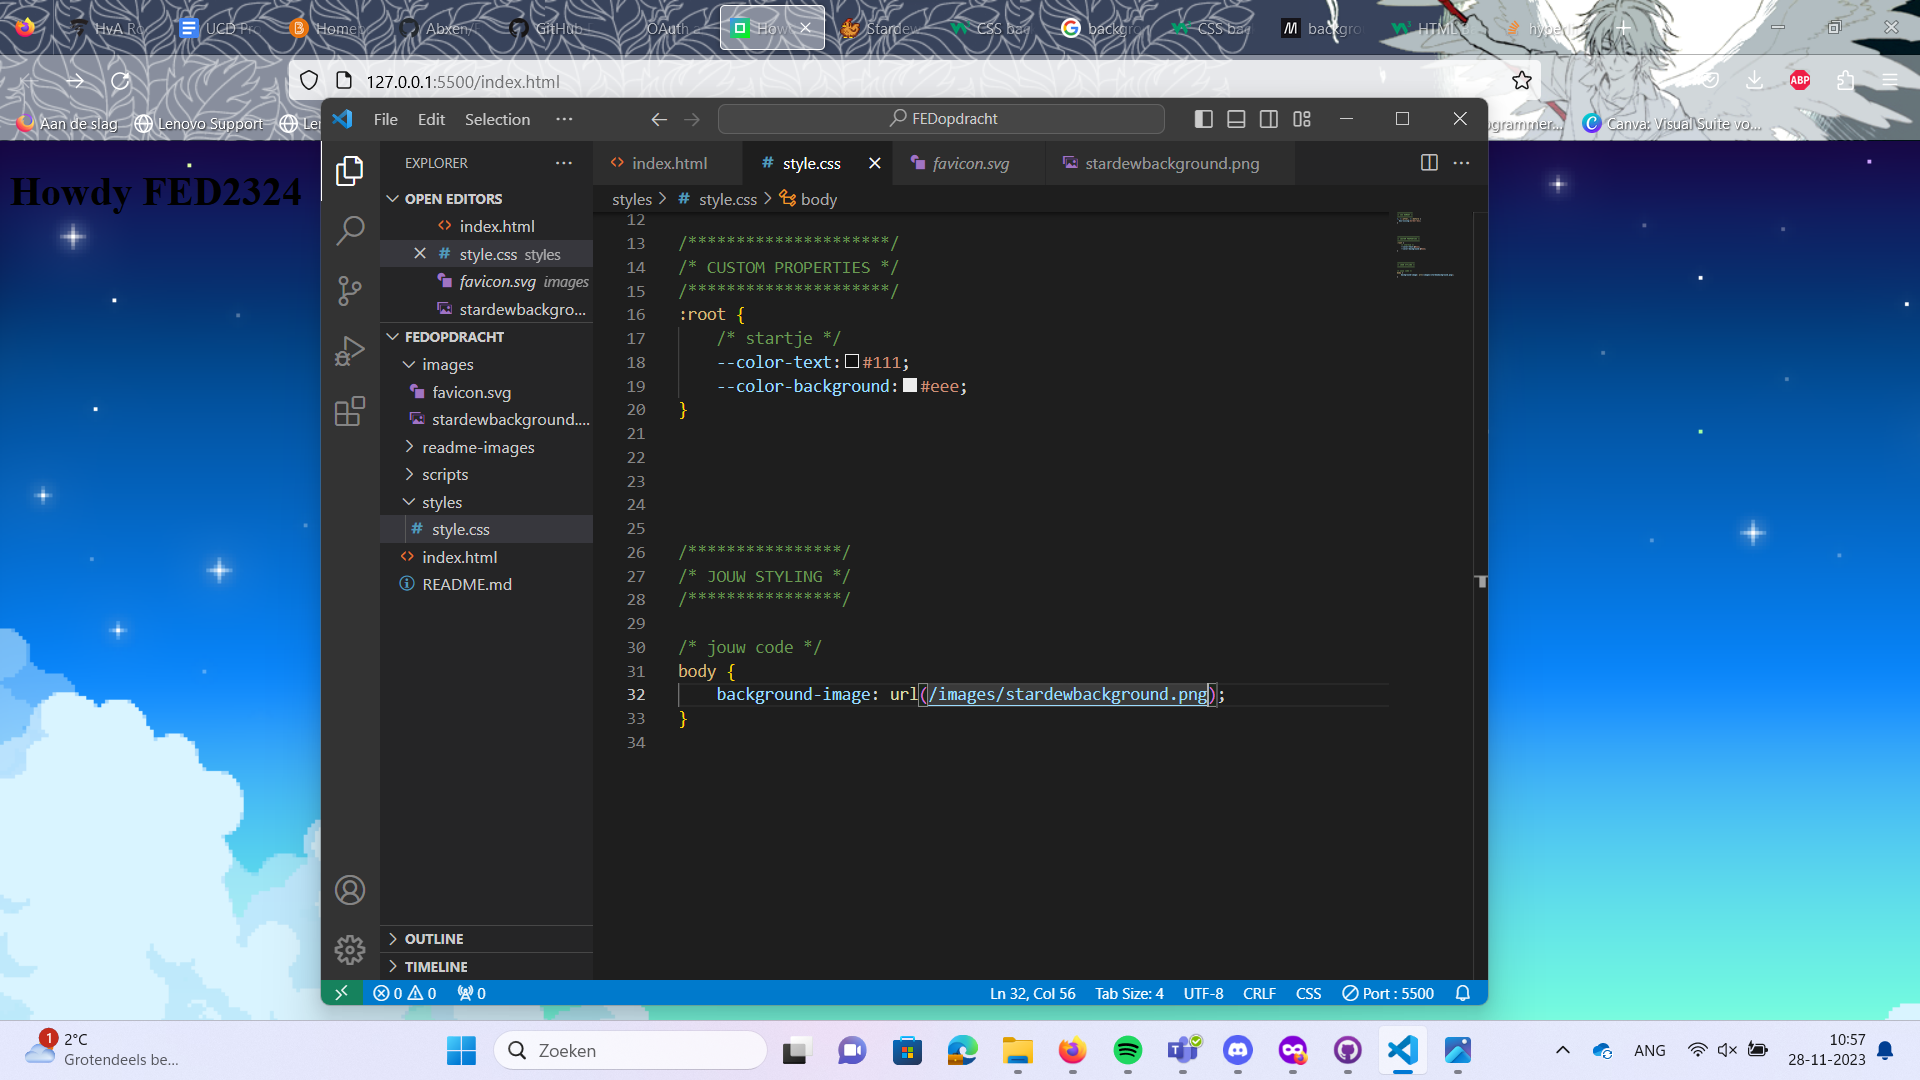 HvA Ro
UCD Pro
Home
Abxen/
GitHub
OAuth
How
Stardew
CSS ba
backgro
CSS ba
backgro
HTML
hyper
127.0.0.1:5500/index.html
Aan de slag
Lenovo Support
Le
ogrammer...
Canva: Visual Suite vo...
Howdy FED2324
File
Edit
Selection
FEDopdracht
EXPLORER
OPEN EDITORS
index.html
style.css styles
favicon.svg images
stardewbackgro...
FEDOPDRACHT
images
favicon.svg
stardewbackground....
readme-images
scripts
styles
style.css
index.html
README.md
OUTLINE
TIMELINE
index.html
style.css
favicon.svg
stardewbackground.png
styles > # style.css > body
12
13 /*********************/
14 /* CUSTOM PROPERTIES */
15 /*********************/
16 :root {
17 /* startje */
18 --color-text: #111;
19 --color-background: #eee;
20 }
21
22
23
24
25
26 /****************/
27 /* JOUW STYLING */
28 /****************/
29
30 /* jouw code */
31 body {
32 background-image: url(/images/stardewbackground.png);
33 }
34
0 0 0
Ln 32, Col 56
Tab Size: 4
UTF-8
CRLF
CSS
Port : 5500
1
2°C
Grotendeels be...
Zoeken
ANG
10:57
28-11-2023
ABP